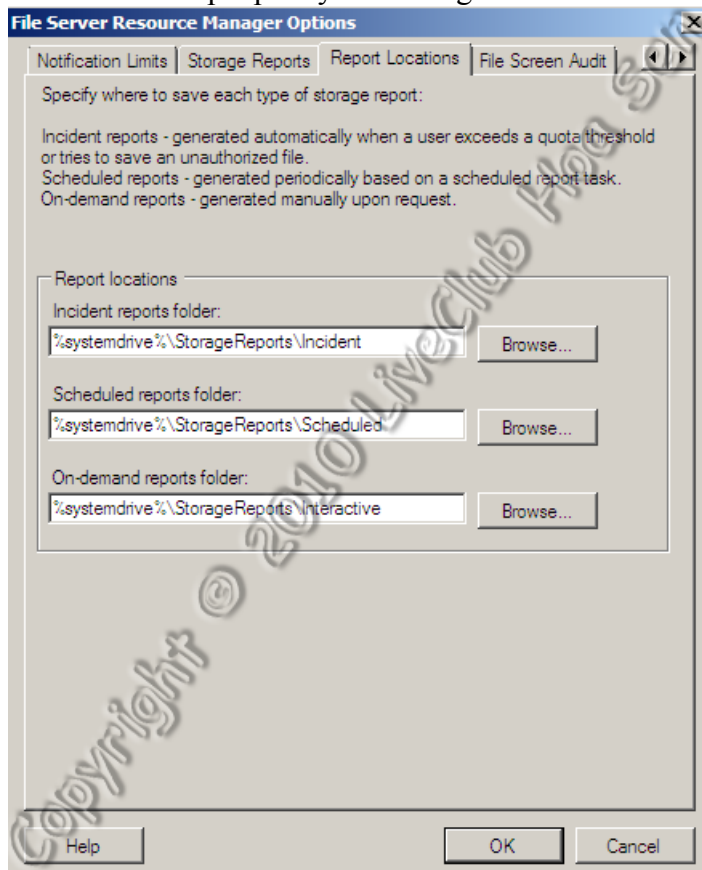 File Server Resource Manager Options
Notification Limits Storage Reports Report Locations File Screen Audit
Specify where to save each type of storage report:
Incident reports - generated automatically when a user exceeds a quota threshold
or tries to save an unauthorized file.
Scheduled reports - generated periodically based on a scheduled report task.
On-demand reports - generated manually upon request.
Report locations
Incident reports folder:
%systemdrive%\StorageReports\Incident Browse...
Scheduled reports folder:
%systemdrive%\StorageReports\Scheduled Browse...
On-demand reports folder:
%systemdrive%\StorageReports\Interactive Browse...
Help OK Cancel
Copyright © 2010 LiveClub Hoa Sen